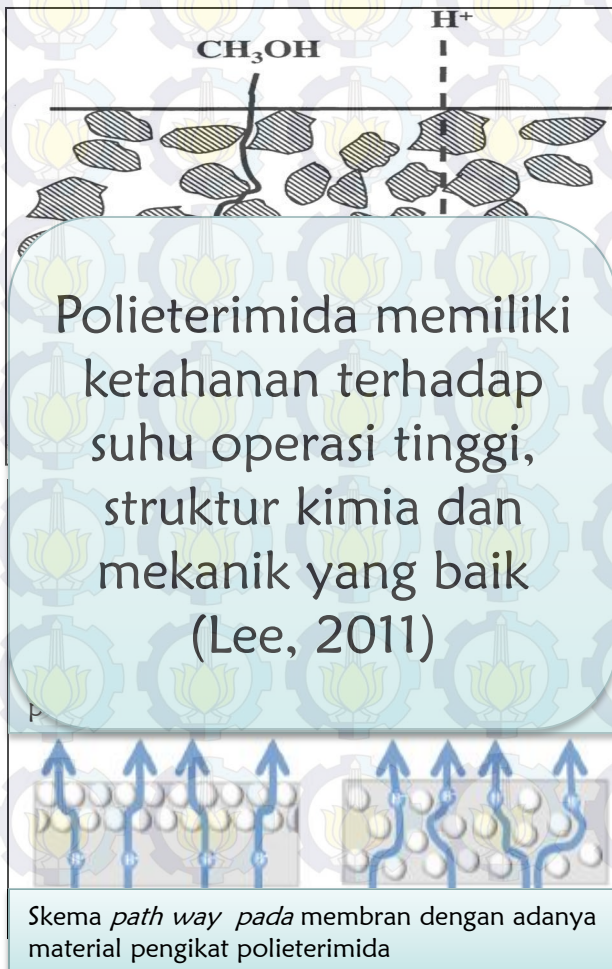 H⁺
CH₃OH
Polieterimida memiliki
ketahanan terhadap
suhu operasi tinggi,
struktur kimia dan
mekanik yang baik
(Lee, 2011)
Skema path way pada membran dengan adanya
material pengikat polieterimida